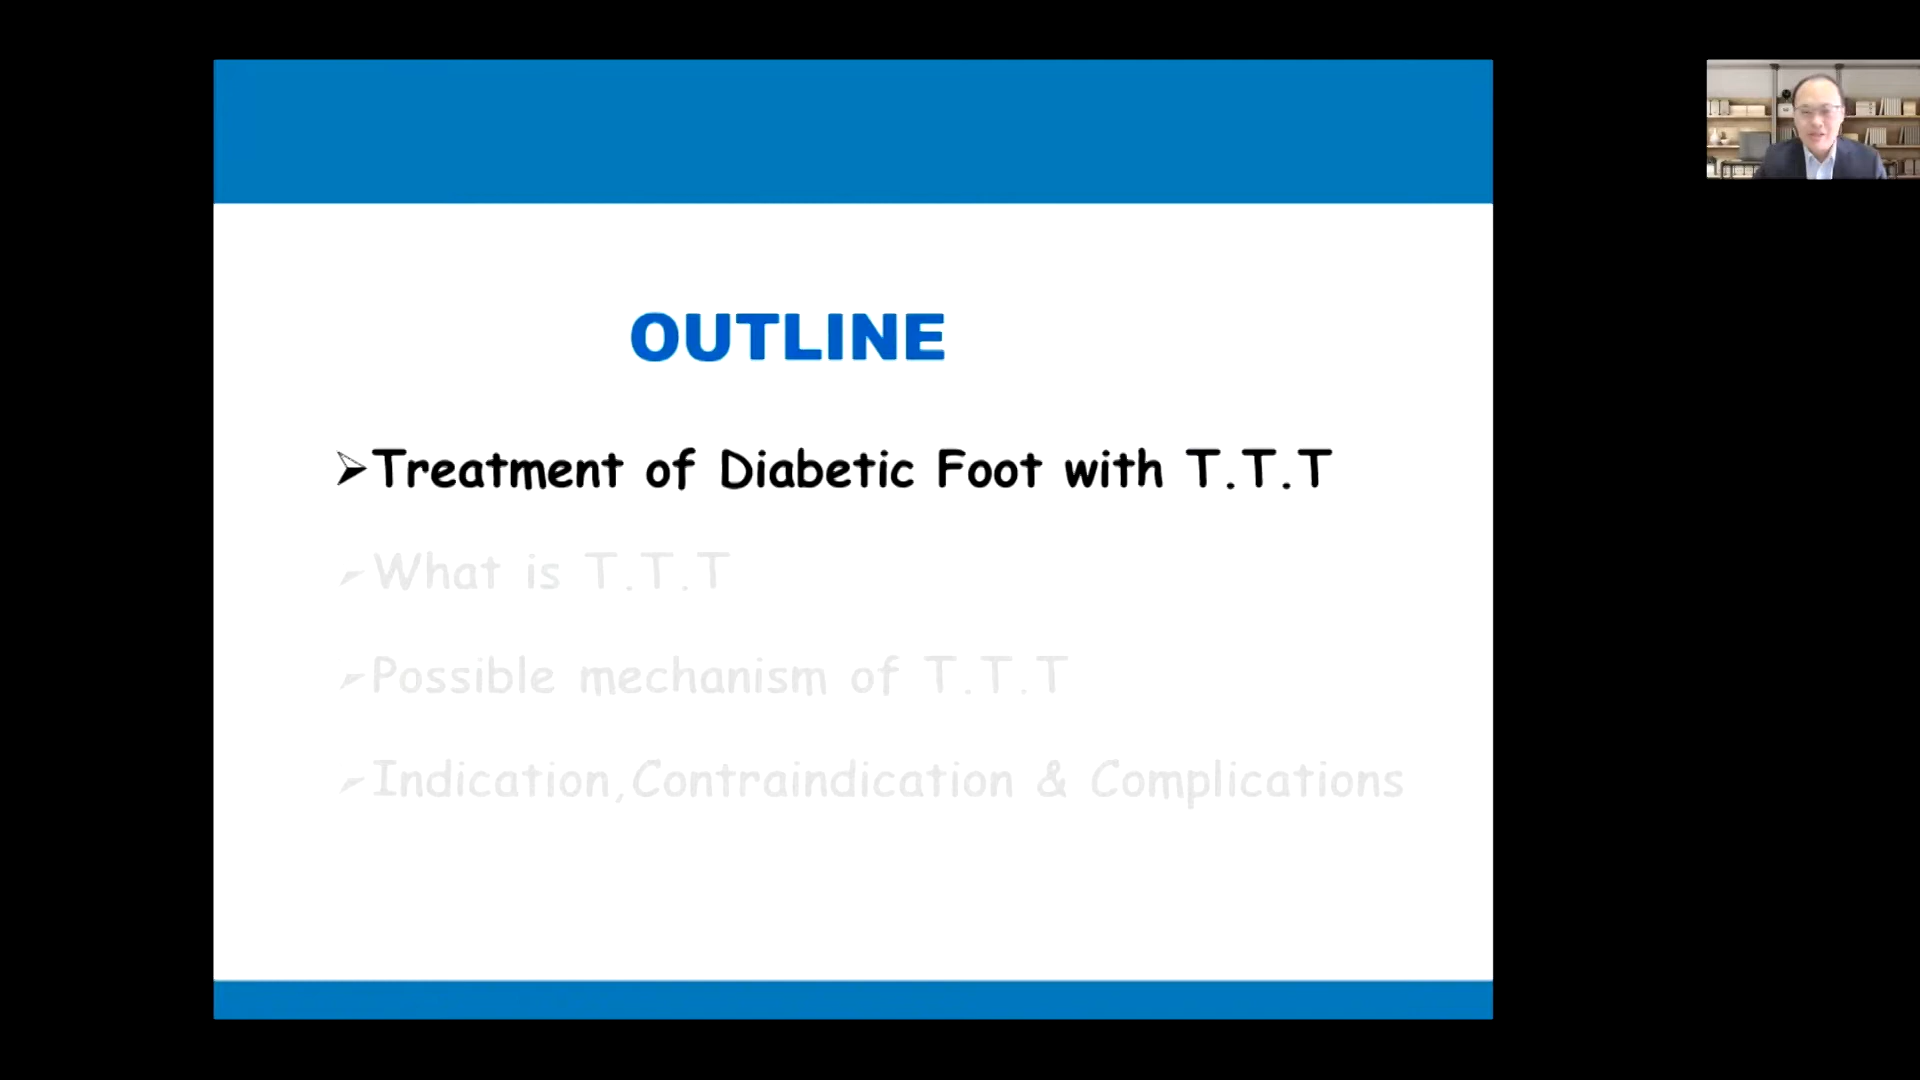 OUTLINE
➢Treatment of Diabetic Foot with T.T.T
➢What is T.T.T
➢Possible mechanism of T.T.T
➢Indication,Contraindication & Complications